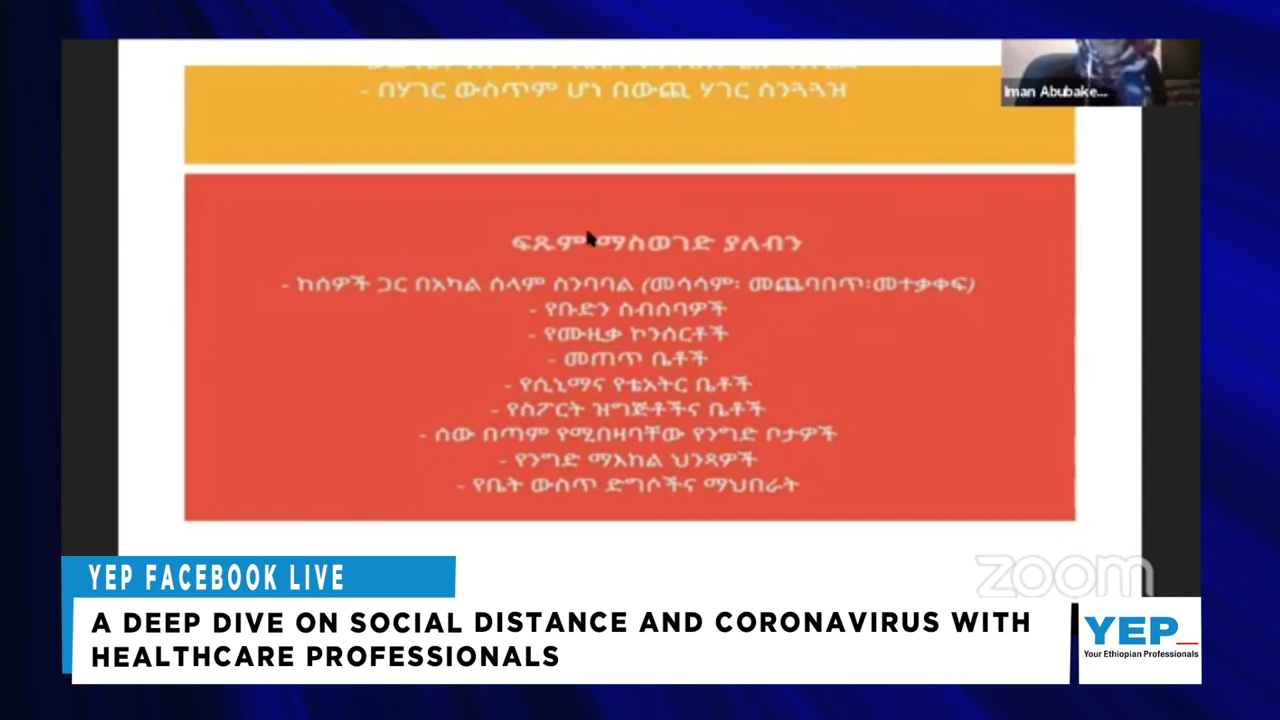 - በሃገር ውስጥም ሆነ በውጪ ሃገር ስንጓጓዝ
Iman Abubake...
ፍጹም ማስወገድ ያለብን
- ከሰዎች ጋር በአካል ሰላም ስንባባል (መሳሳም፡ መጨባበጥ፡መተቃቀፍ)
- የቡድን ስብሰባዎች
- የሙዚቃ ኮንሰርቶች
- መጠጥ ቤቶች
- የሲኒማና የቴአትር ቤቶች
- የስፖርት ዝግጅቶችና ቤቶች
- ሰው በጣም የሚበዛባቸው የንግድ ቦታዎች
- የንግድ ማእከል ህንጻዎች
- የቤት ውስጥ ድግሶችና ማህበራት
zoom
YEP FACEBOOK LIVE
A DEEP DIVE ON SOCIAL DISTANCE AND CORONAVIRUS WITH
HEALTHCARE PROFESSIONALS
YEP_
Your Ethiopian Professionals